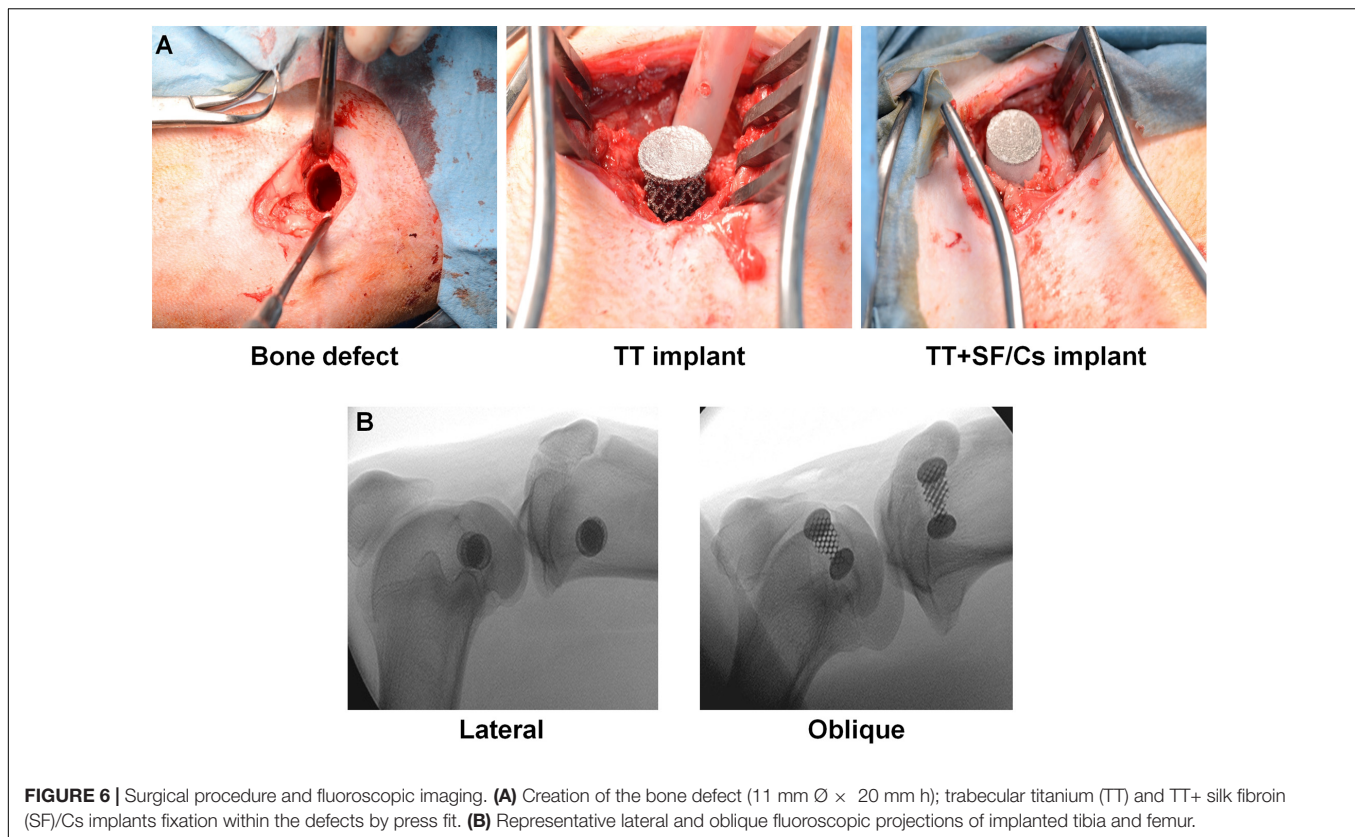 A
Bone defect
TT implant
TT+SF/Cs implant
B
Lateral
Oblique
FIGURE 6 | Surgical procedure and fluoroscopic imaging. (A) Creation of the bone defect (11 mm Ø × 20 mm h); trabecular titanium (TT) and TT+ silk fibroin
(SF)/Cs implants fixation within the defects by press fit. (B) Representative lateral and oblique fluoroscopic projections of implanted tibia and femur.